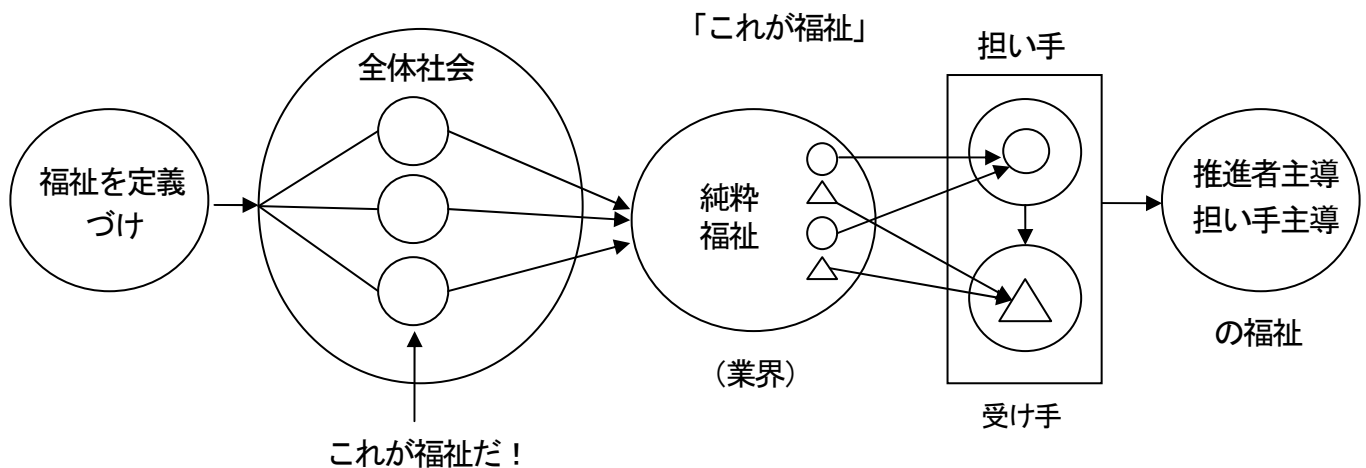 「これが福祉」
担い手
全体社会
福祉を定義
づけ
純粋
福祉
推進者主導
担い手主導
の福祉
(業界)
受け手
これが福祉だ!